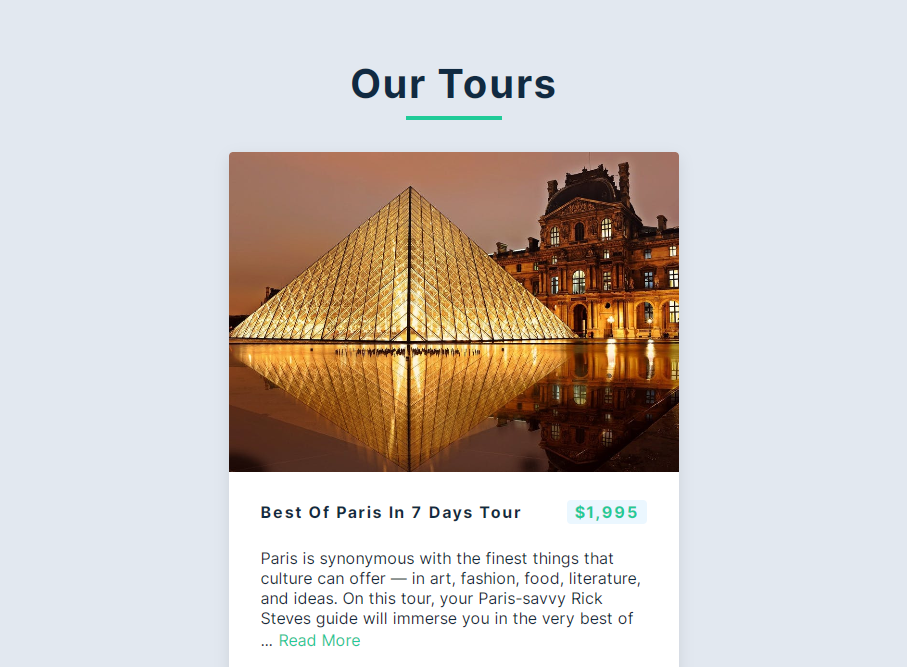 Our Tours
Best Of Paris In 7 Days Tour
$1,995
Paris is synonymous with the finest things that
culture can offer — in art, fashion, food, literature,
and ideas. On this tour, your Paris-savvy Rick
Steves guide will immerse you in the very best of
... Read More